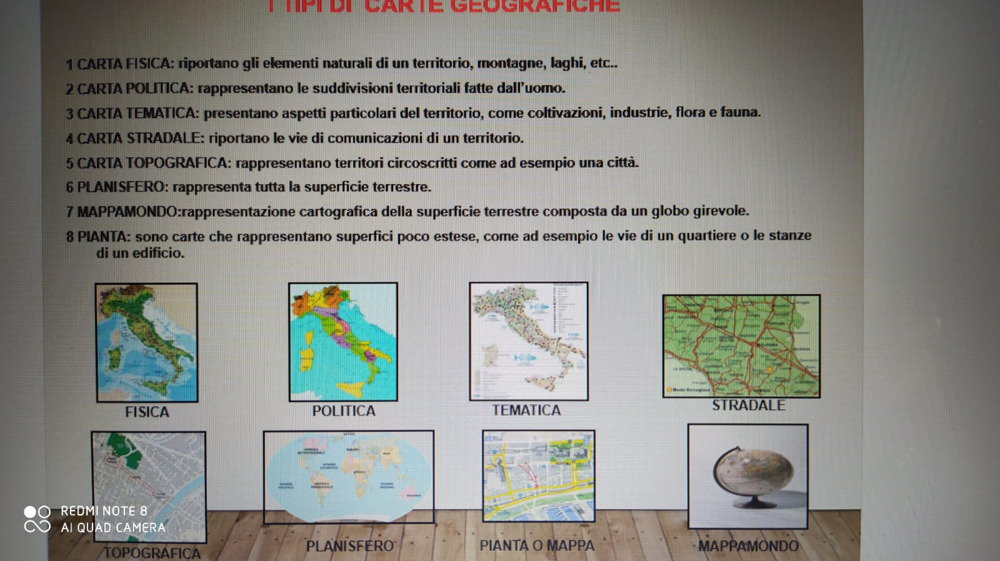 I TIPI DI CARTE GEOGRAFICHE
1 CARTA FISICA: riportano gli elementi naturali di un territorio, montagne, laghi, etc..
2 CARTA POLITICA: rappresentano le suddivisioni territoriali fatte dall'uomo.
3 CARTA TEMATICA: presentano aspetti particolari del territorio, come coltivazioni, industrie, flora e fauna.
4 CARTA STRADALE: riportano le vie di comunicazioni di un territorio.
5 CARTA TOPOGRAFICA: rappresentano territori circoscritti come ad esempio una città.
6 PLANISFERO: rappresenta tutta la superficie terrestre.
7 MAPPAMONDO:rappresentazione cartografica della superficie terrestre composta da un globo girevole.
8 PIANTA: sono carte che rappresentano superfici poco estese, come ad esempio le vie di un quartiere o le stanze
di un edificio.
FISICA
POLITICA
TEMATICA
STRADALE
EUROPA
ASIA
AFRICA
OCEANIA
TOPOGRAFICA
PLANISFERO
PIANTA O MAPPA
MAPPAMONDO
REDMI NOTE 8
AI QUAD CAMERA